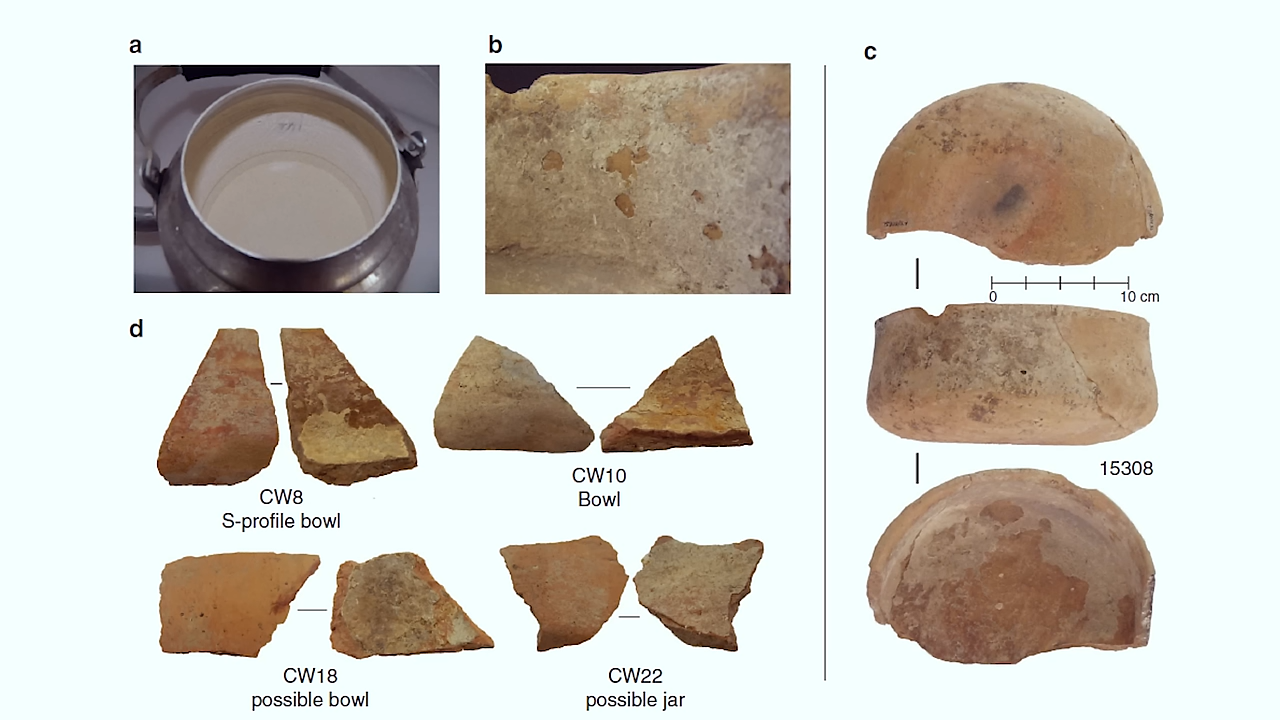 a
b
c
0
10 cm
15308
d
CW8
S-profile bowl
CW10
Bowl
CW18
possible bowl
CW22
possible jar